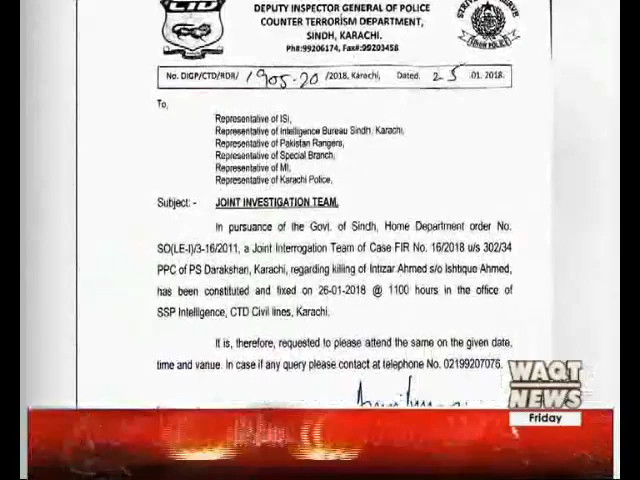 CTD
DEPUTY INSPECTOR GENERAL OF POLICE
COUNTER TERRORISM DEPARTMENT,
SINDH, KARACHI.
Ph#:99206174, Fax#:99203458
SINDH POLICE
No. DIGP/CTD/RDR/ 1905-20 /2018, Karachi, Dated. 25 .01. 2018.
To,
Representative of ISI,
Representative of Intelligence Bureau Sindh, Karachi,
Representative of Pakistan Rangers,
Representative of Special Branch,
Representative of MI,
Representative of Karachi Police.
Subject: - JOINT INVESTIGATION TEAM.
In pursuance of the Govt. of Sindh, Home Department order No.
SO(LE-I)/3-16/2011, a Joint Interrogation Team of Case FIR No. 16/2018 u/s 302/34
PPC of PS Darakshan, Karachi, regarding killing of Intizar Ahmed s/o Ishtique Ahmed,
has been constituted and fixed on 26-01-2018 @ 1100 hours in the office of
SSP Intelligence, CTD Civil lines, Karachi.
It is, therefore, requested to please attend the same on the given date,
time and vanue. In case if any query please contact at telephone No. 02199207076.
WAQT
NEWS
Friday